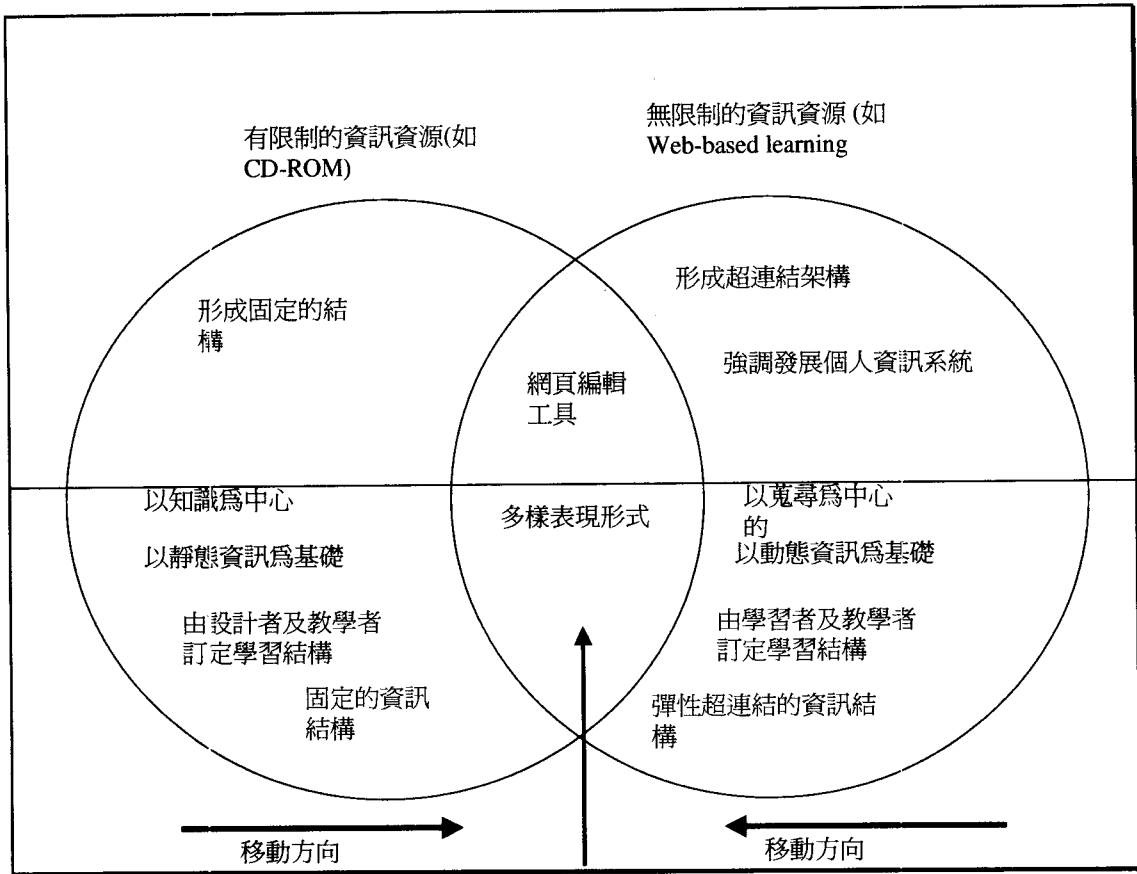 有限制的資訊資源(如
CD-ROM)
無限制的資訊資源 (如
Web-based learning
形成固定的結
構
網頁編輯
工具
形成超連結架構
強調發展個人資訊系統
以知識爲中心
以靜態資訊爲基礎
由設計者及教學者
訂定學習結構
固定的資訊
結構
多樣表現形式
以蒐尋爲中心
的
以動態資訊爲基礎
由學習者及教學者
訂定學習結構
彈性超連結的資訊結
構
移動方向
移動方向